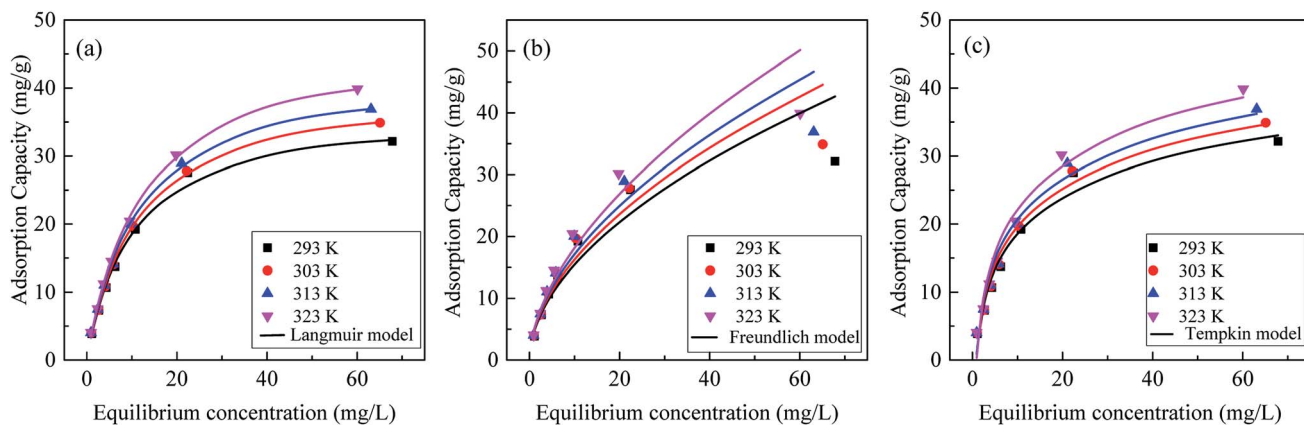 (a)
50
40
30
20
10
0
Adsorption Capacity (mg/g)
293 K
303 K
313 K
323 K
Langmuir model
0 20 40 60 80
Equilibrium concentration (mg/L)
(b)
50
40
30
20
10
0
Adsorption Capacity (mg/g)
293 K
303 K
313 K
323 K
Freundlich model
0 20 40 60 80
Equilibrium concentration (mg/L)
(c)
50
40
30
20
10
0
Adsorption Capacity (mg/g)
293 K
303 K
313 K
323 K
Tempkin model
0 20 40 60 80
Equilibrium concentration (mg/L)